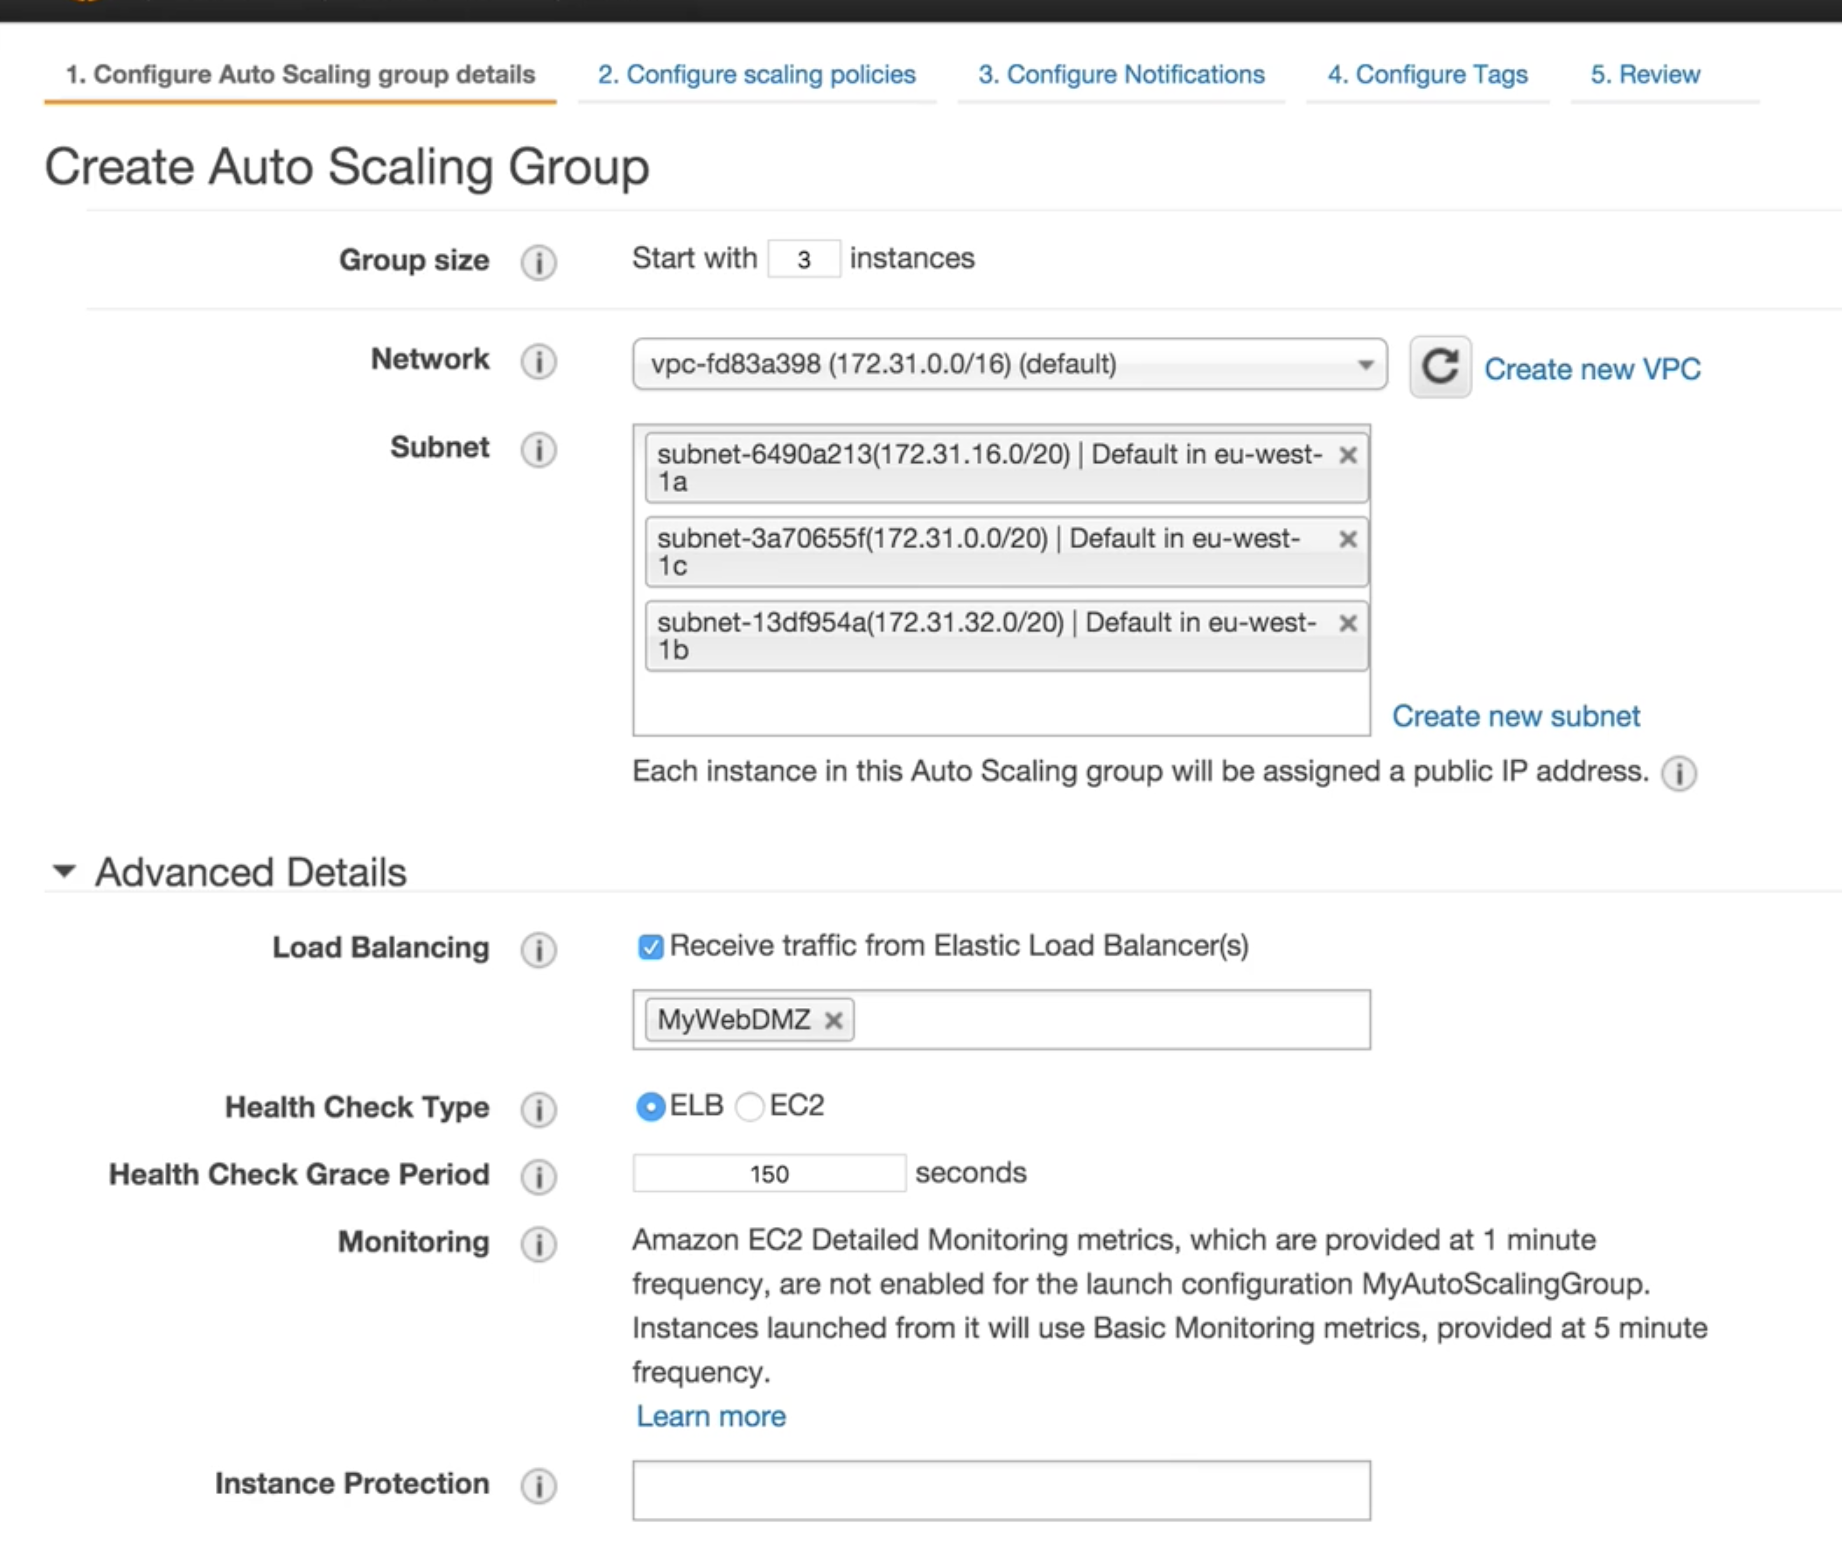 1. Configure Auto Scaling group details 2. Configure scaling policies 3. Configure Notifications 4. Configure Tags 5. Review
Create Auto Scaling Group
Group size i Start with 3 instances
Network i vpc-fd83a398 (172.31.0.0/16) (default) Create new VPC
Subnet i subnet-6490a213(172.31.16.0/20) | Default in eu-west-
1a
subnet-3a70655f(172.31.0.0/20) | Default in eu-west-
1c
subnet-13df954a(172.31.32.0/20) | Default in eu-west-
1b
Create new subnet
Each instance in this Auto Scaling group will be assigned a public IP address. i
Advanced Details
Load Balancing i Receive traffic from Elastic Load Balancer(s)
MyWebDMZ
Health Check Type i ELB EC2
Health Check Grace Period i 150 seconds
Monitoring i Amazon EC2 Detailed Monitoring metrics, which are provided at 1 minute
frequency, are not enabled for the launch configuration MyAutoScalingGroup.
Instances launched from it will use Basic Monitoring metrics, provided at 5 minute
frequency.
Learn more
Instance Protection i